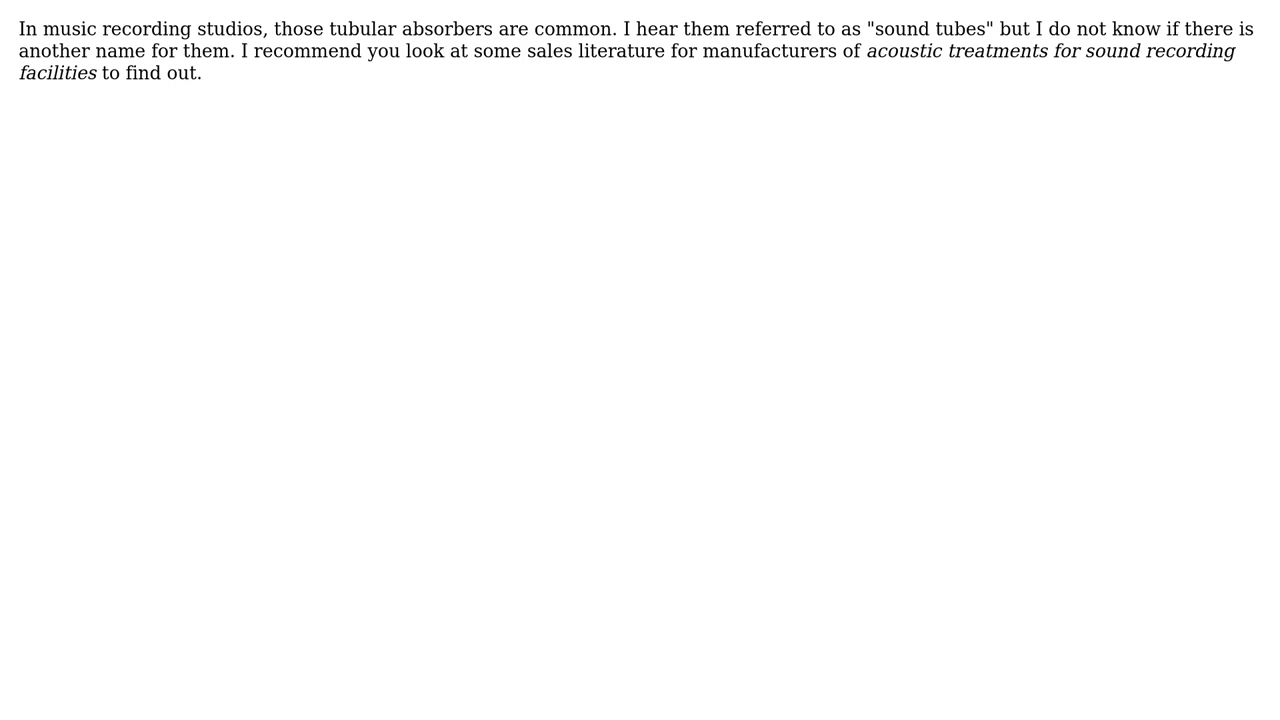 In music recording studios, those tubular absorbers are common. I hear them referred to as "sound tubes" but I do not know if there is
another name for them. I recommend you look at some sales literature for manufacturers of acoustic treatments for sound recording
facilities to find out.